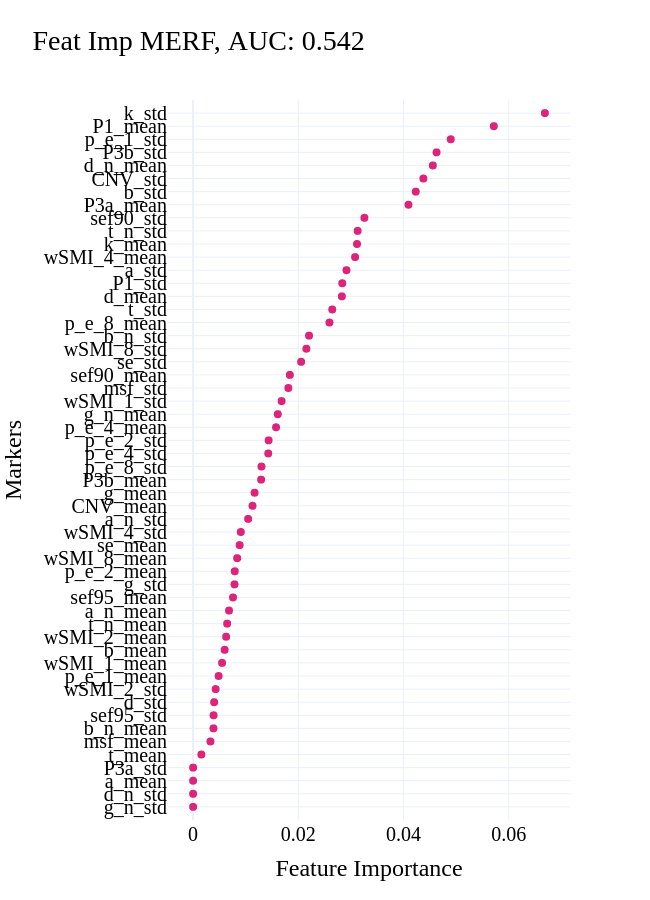 Feat Imp MERF, AUC: 0.542
k_std
P1_mean
p_e_1_std
P3b_std
d_n_mean
CNV_std
b_std
P3a_mean
sef90_std
t_n_std
k_mean
wSMI_4_mean
a_std
P1_std
d_mean
t_std
p_e_8_mean
b_n_std
wSMI_8_std
se_std
sef90_mean
msf_std
wSMI_1_std
g_n_mean
p_e_4_mean
p_e_2_std
p_e_4_std
p_e_8_std
P3b_mean
g_mean
CNV_mean
a_n_std
wSMI_4_std
se_mean
wSMI_8_mean
p_e_2_mean
g_std
sef95_mean
a_n_mean
t_n_mean
wSMI_2_mean
b_mean
wSMI_1_mean
p_e_1_mean
wSMI_2_std
d_std
sef95_std
b_n_mean
msf_mean
t_mean
P3a_std
a_mean
d_n_std
g_n_std
Markers
0 0.02 0.04 0.06
Feature Importance